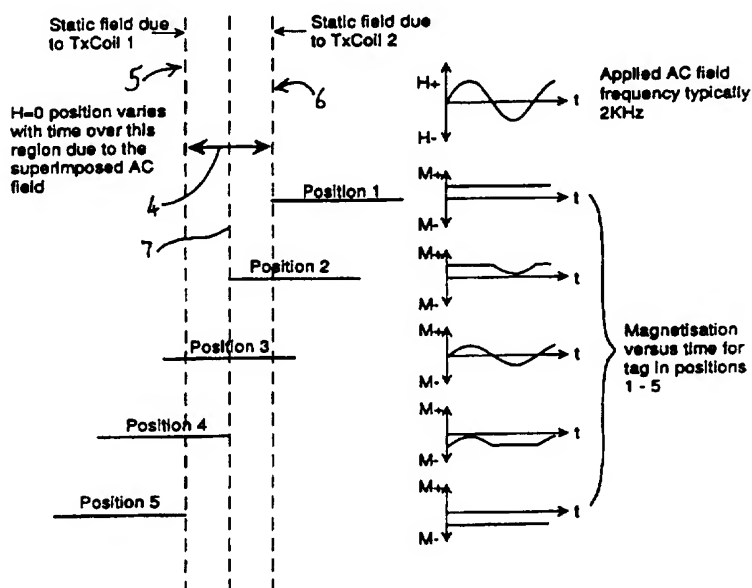 Static field due
to TxCoil 1
Static field due
to TxCoil 2
5
6
H=0 position varies
with time over this
region due to the
superimposed AC
field
4
7
Position 1
Position 2
Position 3
Position 4
Position 5
H+
t
H-
Applied AC field
frequency typically
2KHz
M+
t
M-
M+
t
M-
M+
t
M-
M+
t
M-
M+
t
M-
Magnetisation
versus time for
tag in positions
1 - 5